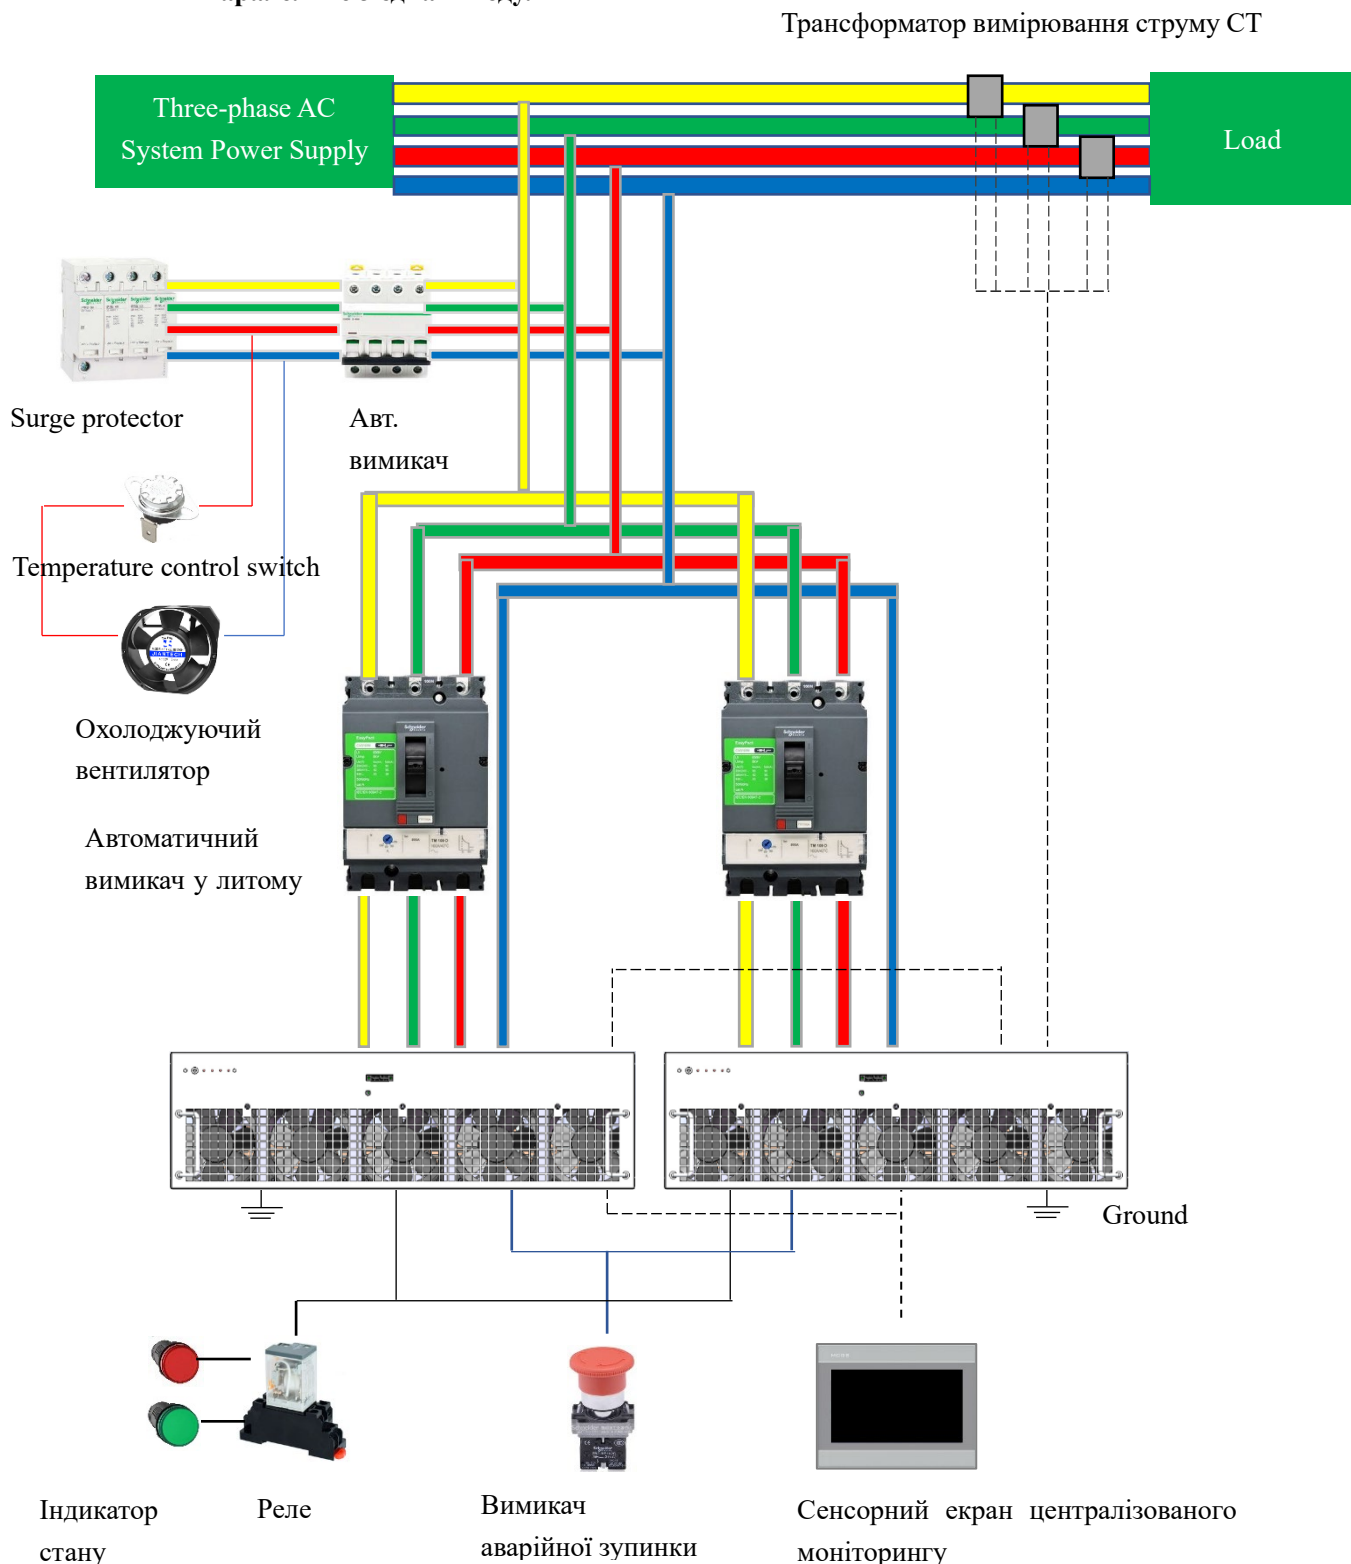 Трансформатор вимірювання струму СТ
Three-phase AC
System Power Supply
Load
Surge protector
Авт.
вимикач
Temperature control switch
Охолоджуючий
вентилятор
Автоматичний
вимикач у литому
Ground
Індикатор
стану
Реле
Вимикач
аварійної зупинки
Сенсорний екран централізованого
моніторингу